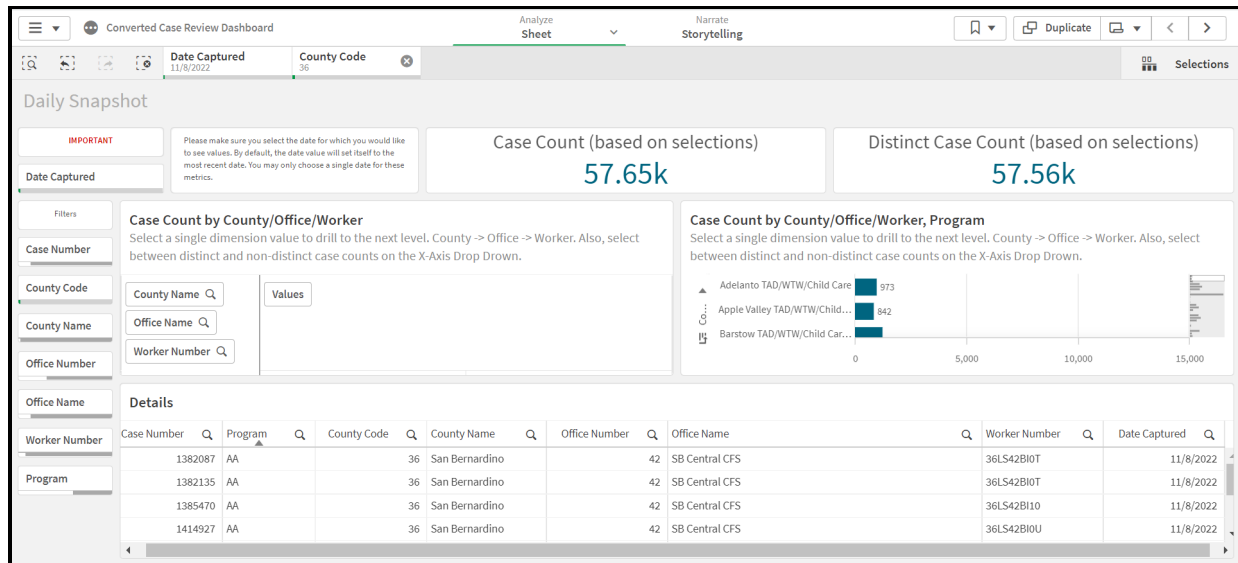 Converted Case Review Dashboard
Analyze
Sheet
Narrate
Storytelling
Duplicate
Date Captured
11/8/2022
County Code
36
Selections
Daily Snapshot
IMPORTANT
Date Captured
Please make sure you select the date for which you would like
to see values. By default, the date value will set itself to the
most recent date. You may only choose a single date for these
metrics.
Case Count (based on selections)
57.65k
Distinct Case Count (based on selections)
57.56k
Filters
Case Number
County Code
County Name
Office Number
Office Name
Worker Number
Program
Case Count by County/Office/Worker
Select a single dimension value to drill to the next level. County -> Office -> Worker. Also, select
between distinct and non-distinct case counts on the X-Axis Drop Drown.
County Name
Values
Office Name
Worker Number
Case Count by County/Office/Worker, Program
Select a single dimension value to drill to the next level. County -> Office -> Worker. Also, select
between distinct and non-distinct case counts on the X-Axis Drop Drown.
Co...
Adelanto TAD/WTW/Child Care 973
Apple Valley TAD/WTW/Child... 842
Barstow TAD/WTW/Child Car...
0 5,000 10,000 15,000
Details
Case Number Program County Code County Name Office Number Office Name Worker Number Date Captured
1382087 AA 36 San Bernardino 42 SB Central CFS 36LS42BI0T 11/8/2022
1382135 AA 36 San Bernardino 42 SB Central CFS 36LS42BI0T 11/8/2022
1385470 AA 36 San Bernardino 42 SB Central CFS 36LS42BI10 11/8/2022
1414927 AA 36 San Bernardino 42 SB Central CFS 36LS42BI0U 11/8/2022